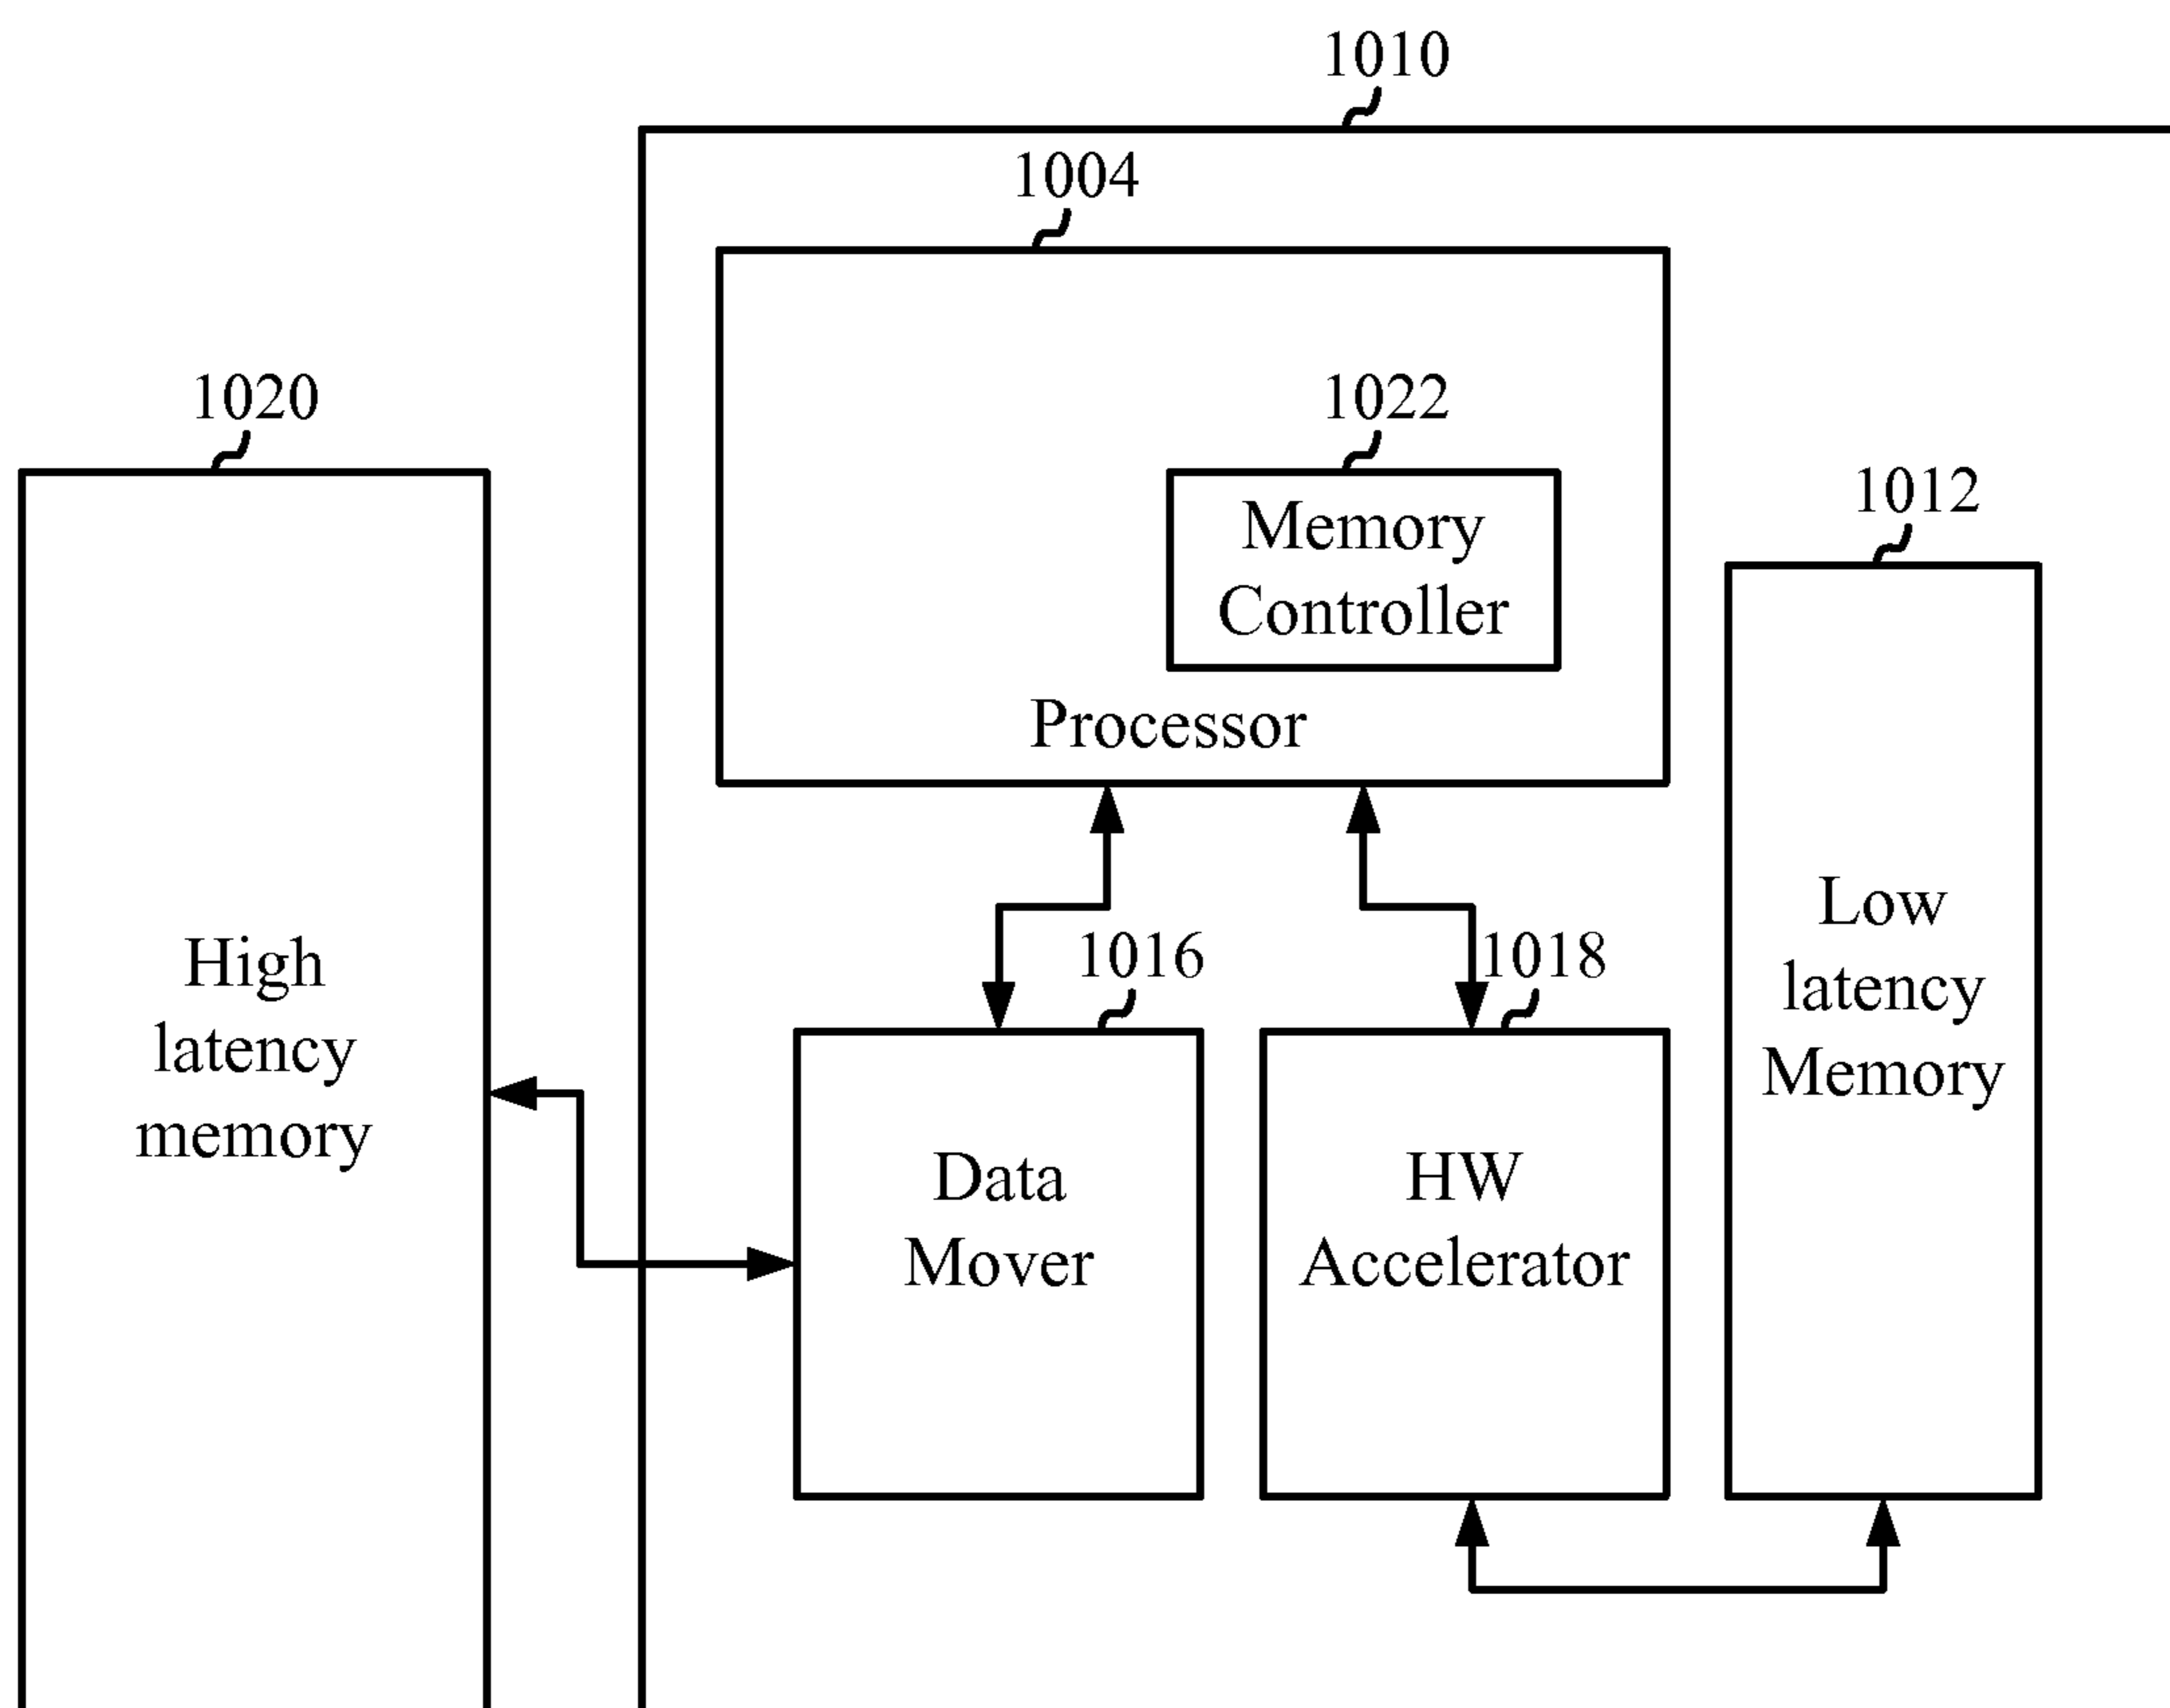 1010
1004
1020
1022
1012
Memory
Controller
Processor
Low
latency
Memory
High
latency
memory
1016
1018
Data
Mover
HW
Accelerator